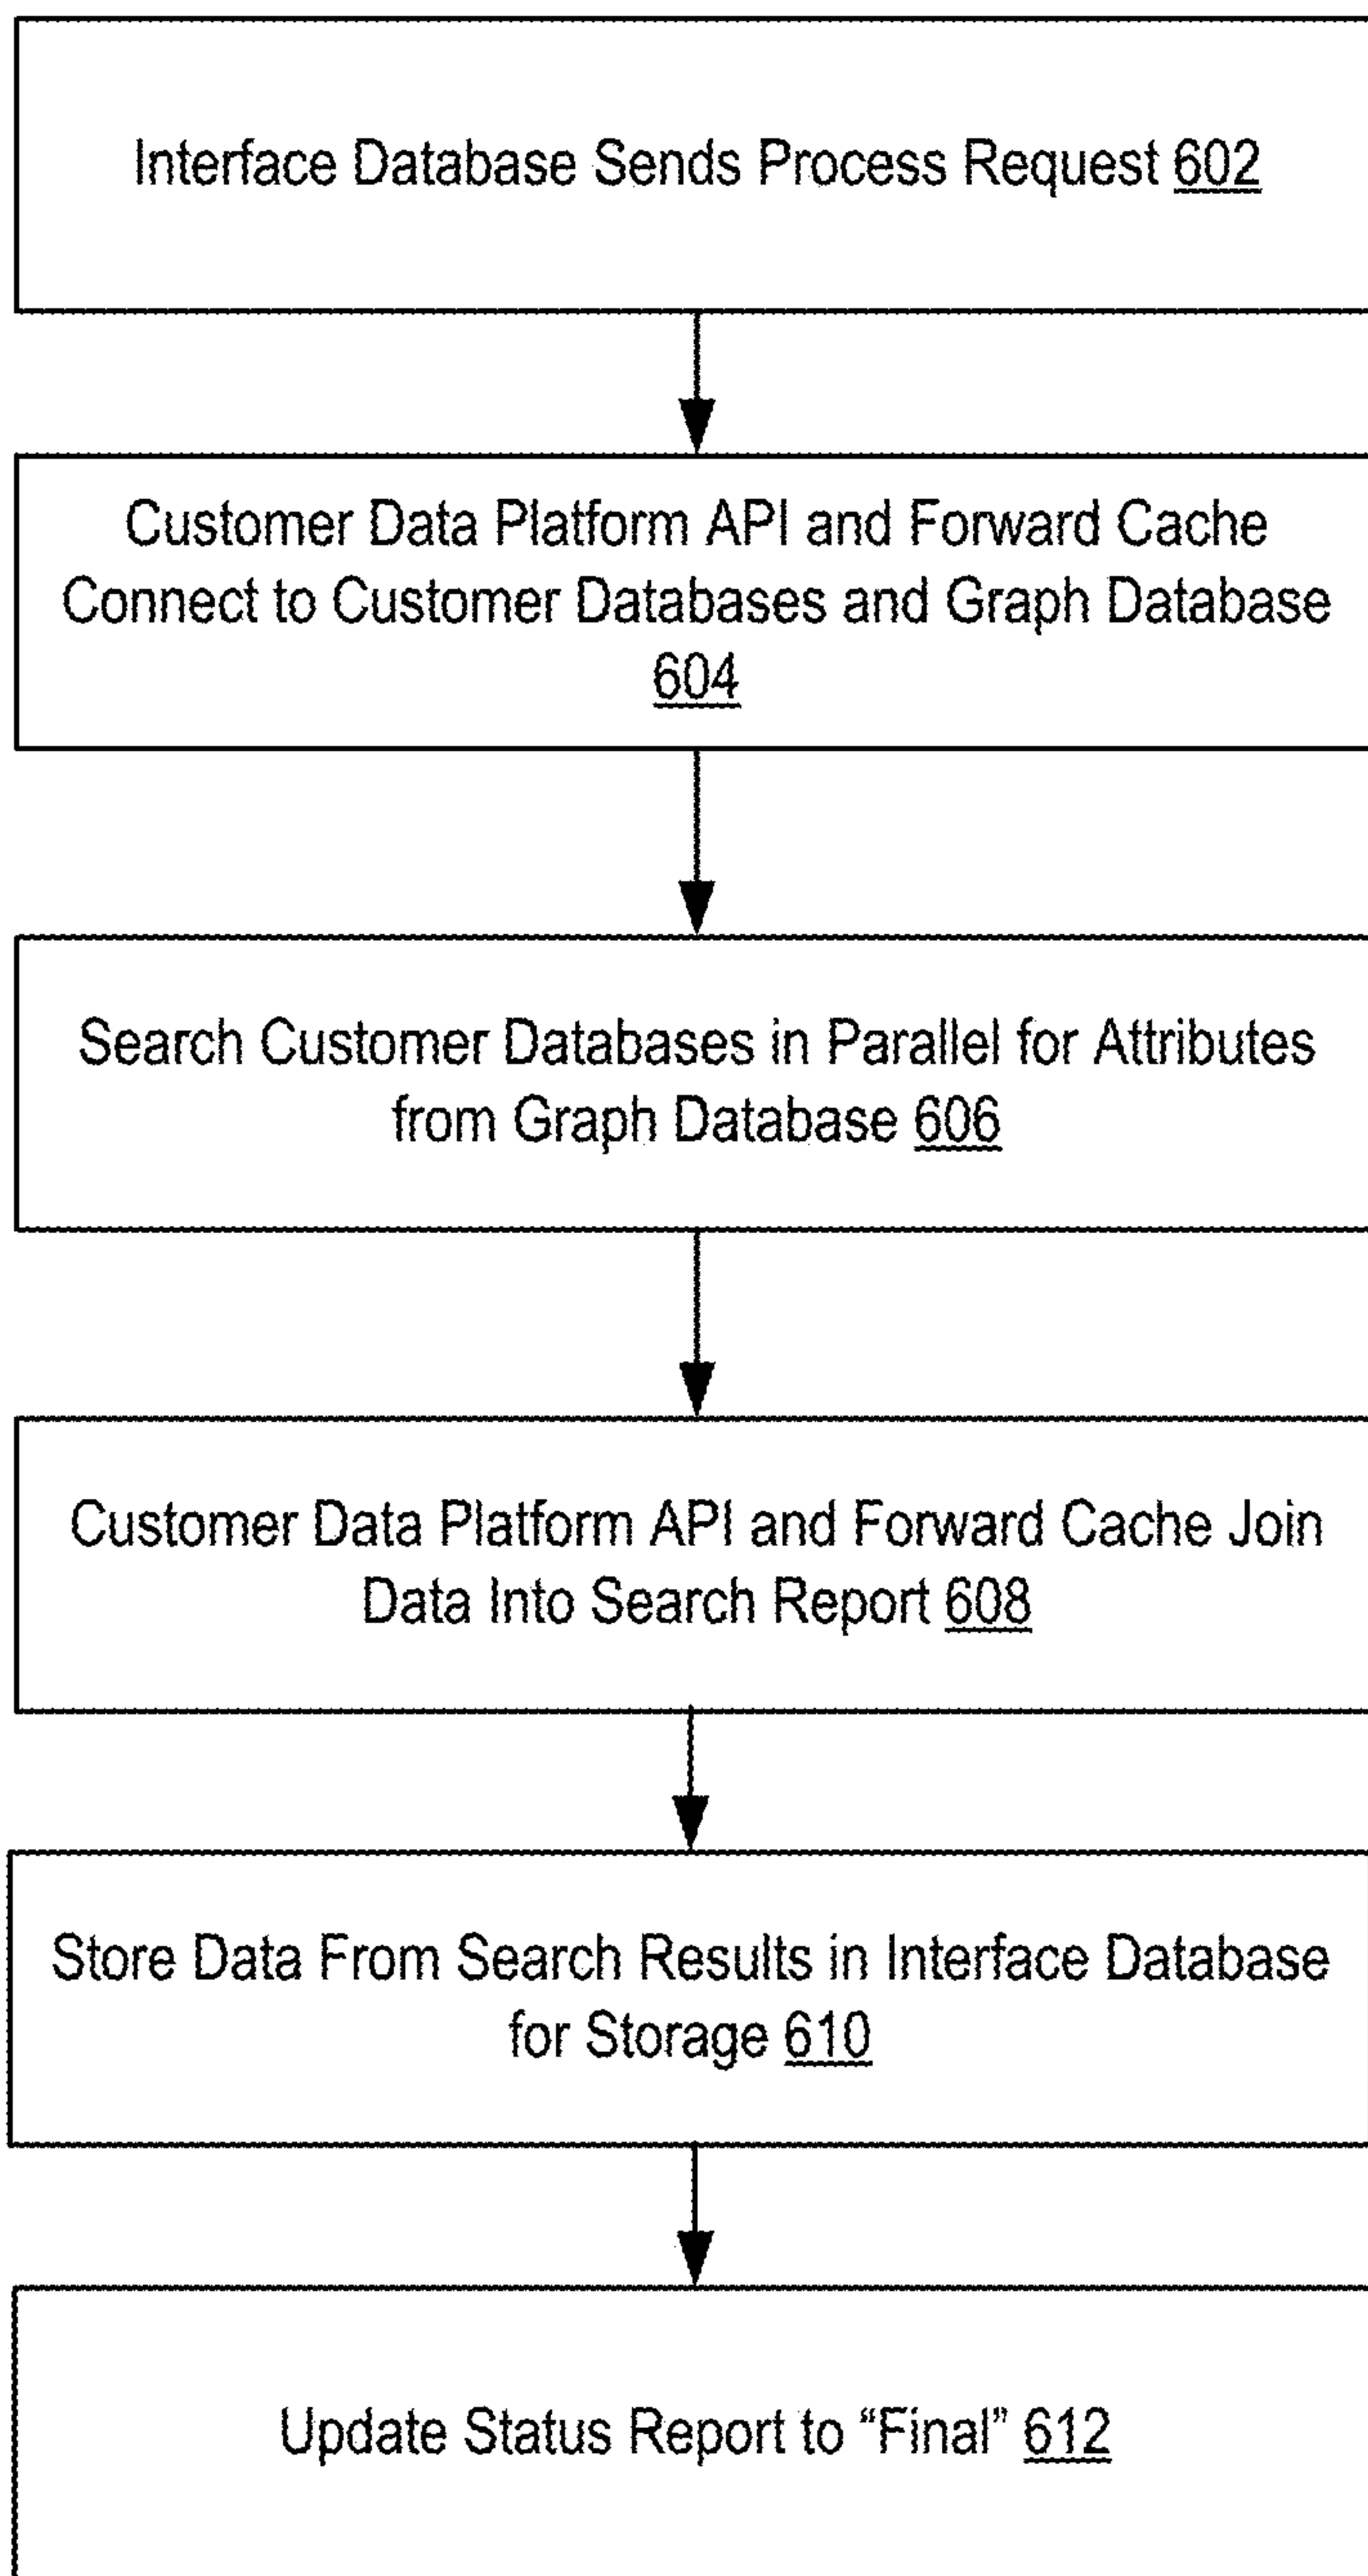 Interface Database Sends Process Request 602
Customer Data Platform API and Forward Cache
Connect to Customer Databases and Graph Database
604
Search Customer Databases in Parallel for Attributes
from Graph Database 606
Customer Data Platform API and Forward Cache Join
Data Into Search Report 608
Store Data From Search Results in Interface Database
for Storage 610
Update Status Report to “Final” 612